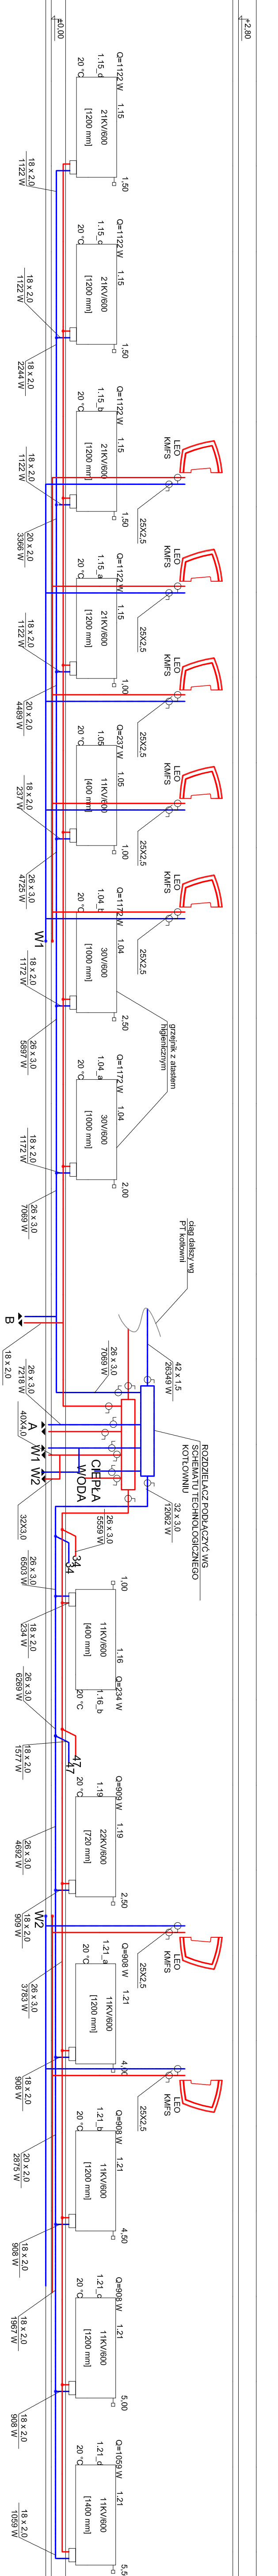 +2,80
±0,00
Q=1122 W
1.15_d
20 °C
1.15
21KV/600
[1200 mm]
1,50
18 x 2,0
1122 W
Q=1122 W
1.15_c
20 °C
1.15
21KV/600
[1200 mm]
1,50
18 x 2,0
1122 W
18 x 2,0
2244 W
Q=1122 W
1.15_b
20 °C
1.15
21KV/600
[1200 mm]
1,50
18 x 2,0
1122 W
20 x 2,0
3366 W
LEO
KMFS
25X2,5
Q=1122 W
1.15_a
20 °C
1.15
21KV/600
[1200 mm]
1,00
18 x 2,0
1122 W
20 x 2,0
4489 W
LEO
KMFS
25X2,5
LEO
KMFS
25X2,5
Q=237 W
1.05
20 °C
1.05
11KV/600
[400 mm]
1,00
18 x 2,0
237 W
26 x 3,0
4725 W
LEO
KMFS
25X2,5
LEO
KMFS
25X2,5
W1
Q=1172 W
1.04_b
20 °C
1.04
30V/600
[1000 mm]
2,50
18 x 2,0
1172 W
26 x 3,0
5897 W
grzejnik z atastem
higienicznym
Q=1172 W
1.04_a
20 °C
1.04
30V/600
[1000 mm]
2,00
18 x 2,0
1172 W
26 x 3,0
7069 W
ciąg dalszy wg
PT kotłowni
B
18 x 2,0
42 x 1,5
26349 W
26 x 3,0
7069 W
26 x 3,0
7218 W
A
40X4,0
W1 W2
CIEPŁA
WODA
32X3,0
ROZDZIELACZ PODŁĄCZYĆ WG
SCHEMATU TECHNOLOGICZNEGO
KOTŁOWNIU
32 x 3,0
12062 W
26 x 3,0
5559 W
34
34
26 x 3,0
6503 W
1,00
11KV/600
[400 mm]
1.16
Q=234 W
1.16_b
20 °C
18 x 2,0
234 W
26 x 3,0
6269 W
47
47
18 x 2,0
1577 W
Q=909 W
1.19
20 °C
1.19
22KV/600
[720 mm]
2,50
26 x 3,0
4692 W
18 x 2,0
909 W
W2
LEO
KMFS
25X2,5
26 x 3,0
3783 W
Q=908 W
1.21_a
20 °C
1.21
11KV/600
[1200 mm]
4,00
18 x 2,0
908 W
LEO
KMFS
25X2,5
20 x 2,0
2875 W
Q=908 W
1.21_b
20 °C
1.21
11KV/600
[1200 mm]
4,50
18 x 2,0
908 W
18 x 2,0
1967 W
Q=908 W
1.21_c
20 °C
1.21
11KV/600
[1200 mm]
5,00
18 x 2,0
908 W
Q=1059 W
1.21_d
20 °C
1.21
11KV/600
[1400 mm]
18 x 2,0
1059 W